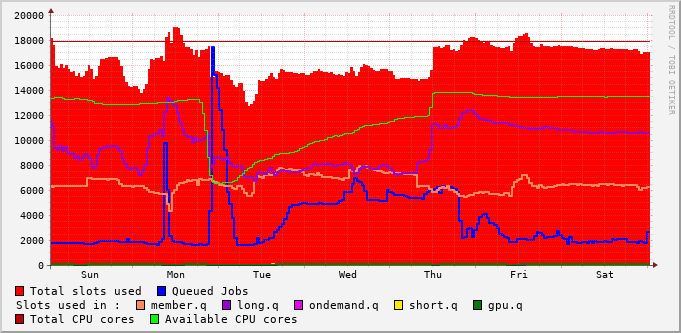 20000
18000
16000
14000
12000
10000
8000
6000
4000
2000
0
Sun Mon Tue Wed Thu Fri Sat
RRDTOOL / TOBI OETIKER
Total slots used Queued Jobs
Slots used in : member.q long.q ondemand.q short.q gpu.q
Total CPU cores Available CPU cores